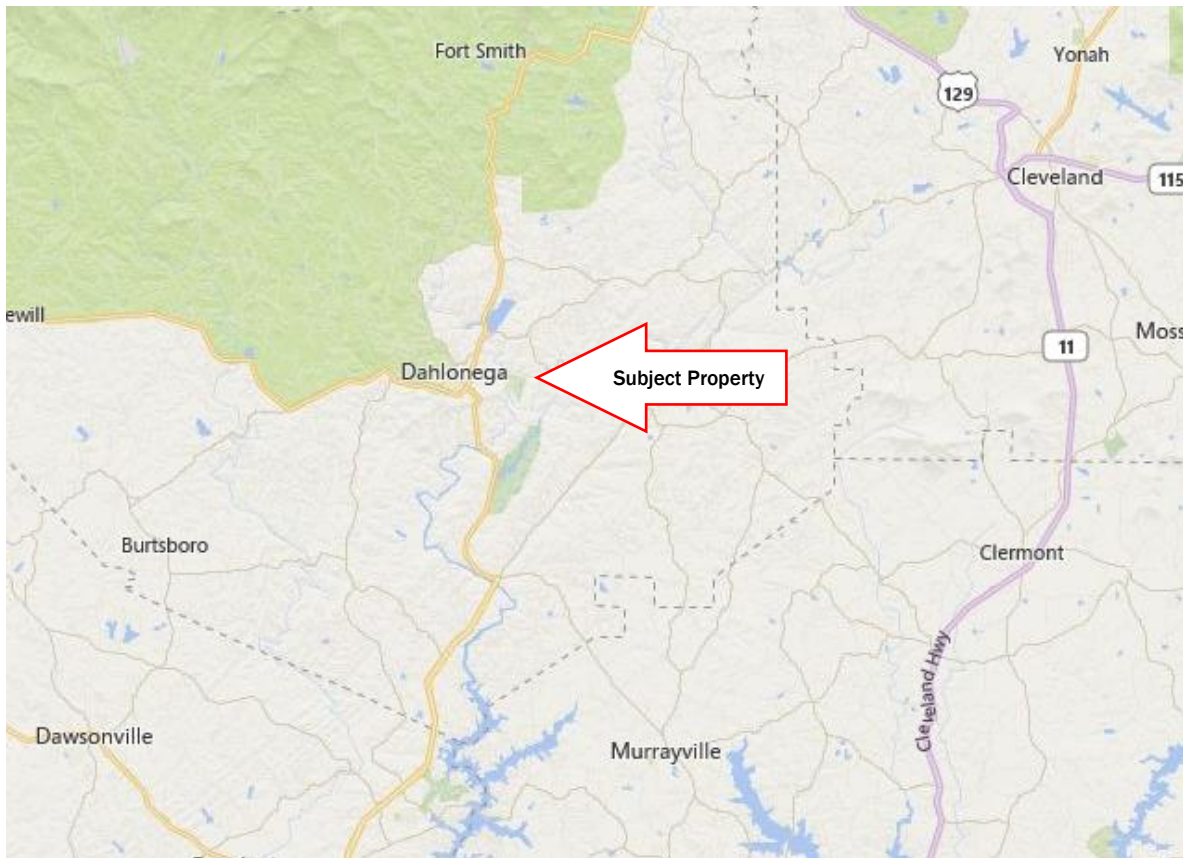 Fort Smith
Yonah
129
Cleveland
115
ewill
11
Moss
Dahlonega
Subject Property
Burtsboro
Clermont
Cleveland Hwy
Dawsonville
Murrayville